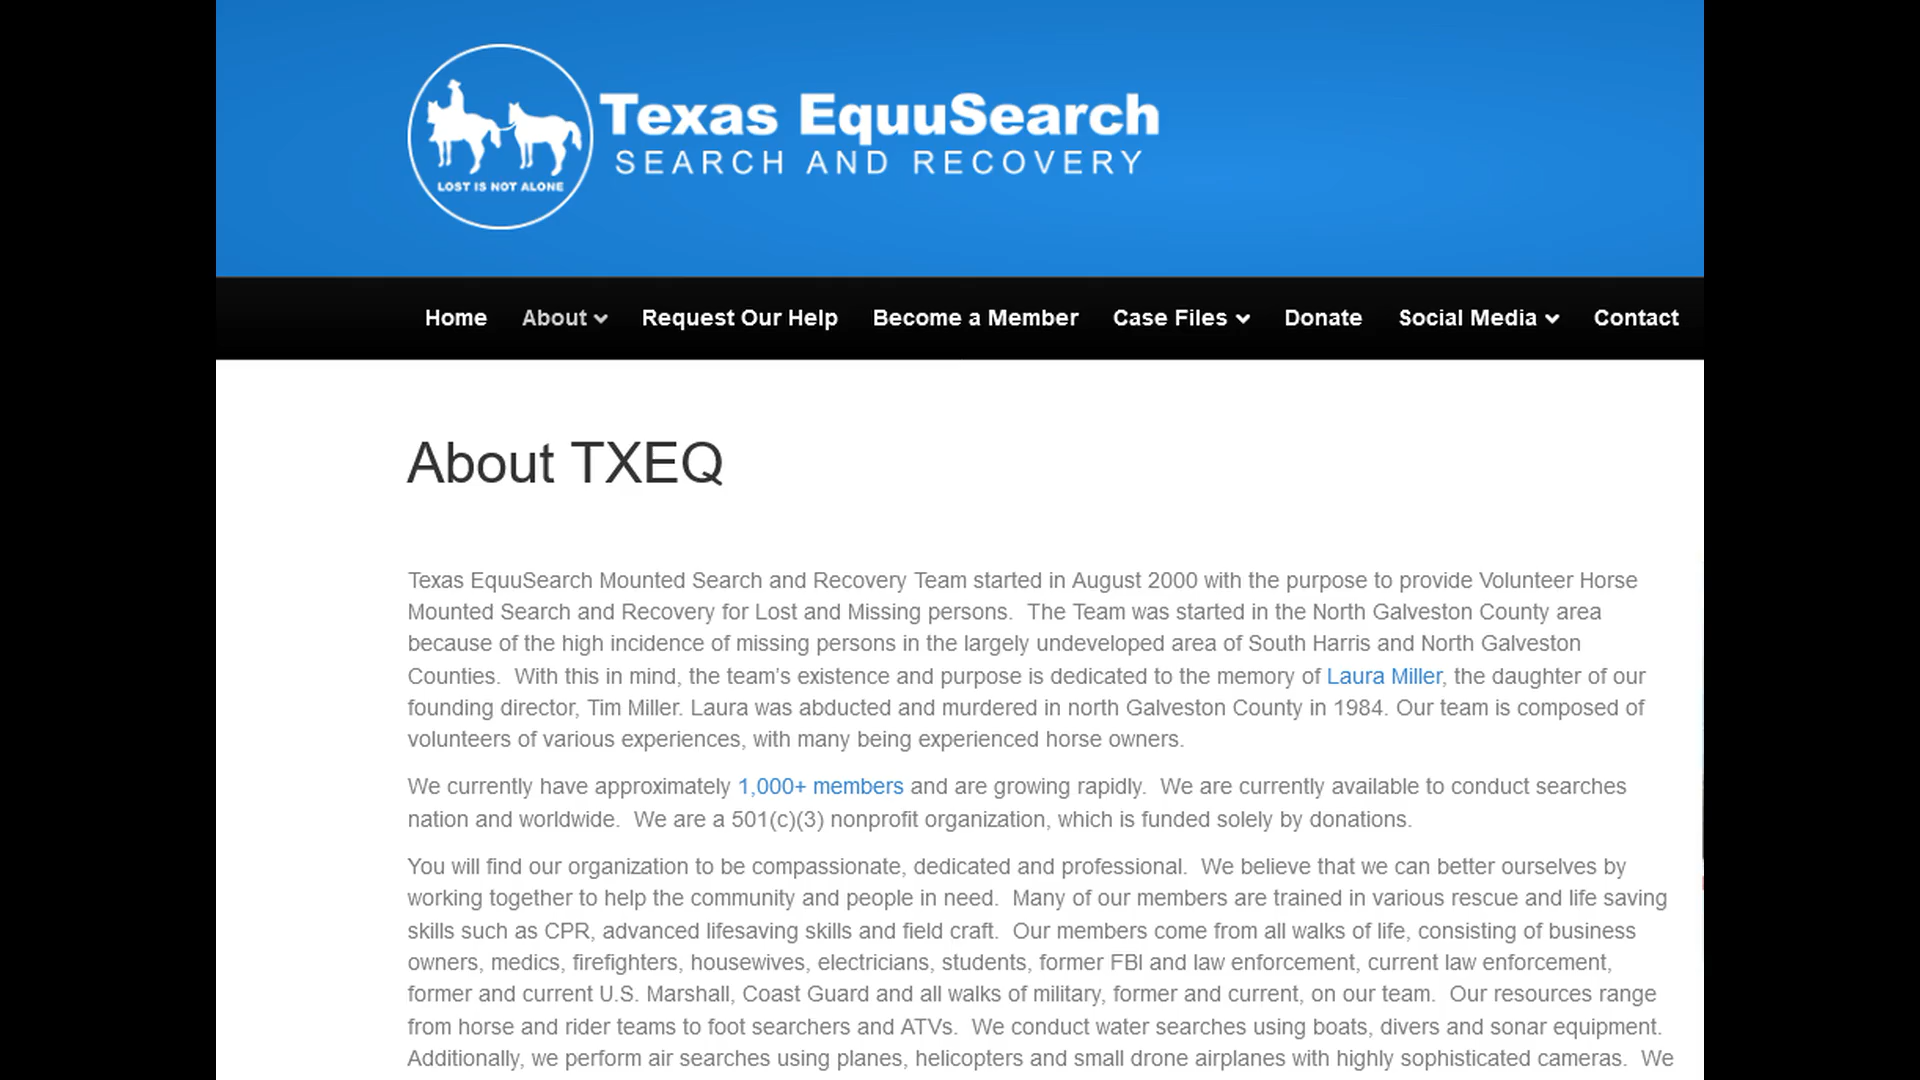 LOST IS NOT ALONE
Texas EquuSearch
SEARCH AND RECOVERY
Home About Request Our Help Become a Member Case Files Donate Social Media Contact
About TXEQ
Texas EquuSearch Mounted Search and Recovery Team started in August 2000 with the purpose to provide Volunteer Horse
Mounted Search and Recovery for Lost and Missing persons.  The Team was started in the North Galveston County area
because of the high incidence of missing persons in the largely undeveloped area of South Harris and North Galveston
Counties.  With this in mind, the team’s existence and purpose is dedicated to the memory of Laura Miller, the daughter of our
founding director, Tim Miller. Laura was abducted and murdered in north Galveston County in 1984. Our team is composed of
volunteers of various experiences, with many being experienced horse owners.
We currently have approximately 1,000+ members and are growing rapidly.  We are currently available to conduct searches
nation and worldwide.  We are a 501(c)(3) nonprofit organization, which is funded solely by donations.
You will find our organization to be compassionate, dedicated and professional.  We believe that we can better ourselves by
working together to help the community and people in need.  Many of our members are trained in various rescue and life saving
skills such as CPR, advanced lifesaving skills and field craft.  Our members come from all walks of life, consisting of business
owners, medics, firefighters, housewives, electricians, students, former FBI and law enforcement, current law enforcement,
former and current U.S. Marshall, Coast Guard and all walks of military, former and current, on our team.  Our resources range
from horse and rider teams to foot searchers and ATVs.  We conduct water searches using boats, divers and sonar equipment.
Additionally, we perform air searches using planes, helicopters and small drone airplanes with highly sophisticated cameras.  We